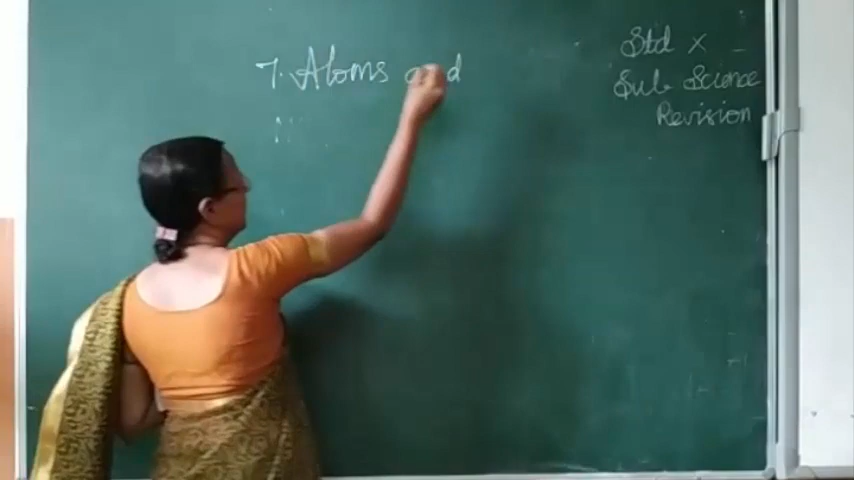 7. Atoms and
Std X
Sub Science
Revision